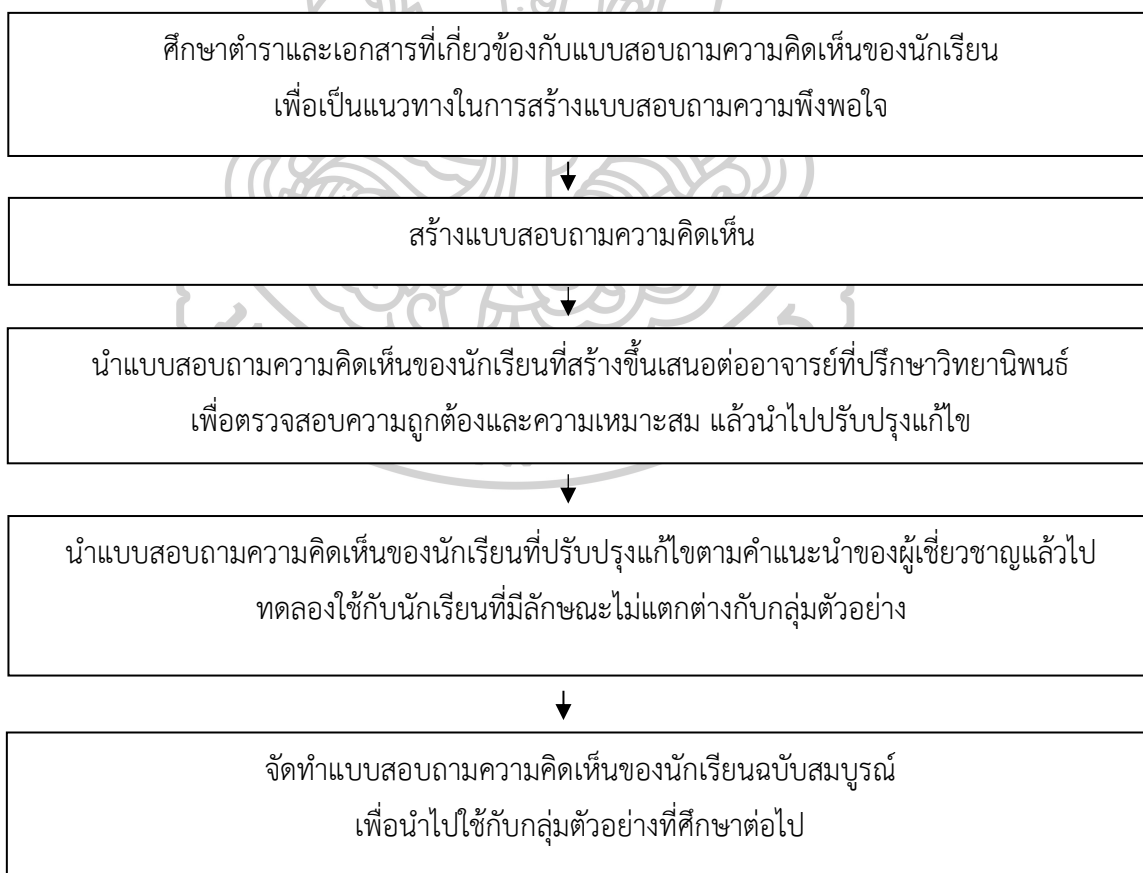 ศึกษาตำราและเอกสารที่เกี่ยวข้องกับแบบสอบถามความคิดเห็นของนักเรียน
เพื่อเป็นแนวทางในการสร้างแบบสอบถามความพึงพอใจ
สร้างแบบสอบถามความคิดเห็น
นำแบบสอบถามความคิดเห็นของนักเรียนที่สร้างขึ้นเสนอต่ออาจารย์ที่ปรึกษาวิทยานิพนธ์
เพื่อตรวจสอบความถูกต้องและความเหมาะสม แล้วนำไปปรับปรุงแก้ไข
นำแบบสอบถามความคิดเห็นของนักเรียนที่ปรับปรุงแก้ไขตามคำแนะนำของผู้เชี่ยวชาญแล้วไป
ทดลองใช้กับนักเรียนที่มีลักษณะไม่แตกต่างกับกลุ่มตัวอย่าง
จัดทำแบบสอบถามความคิดเห็นของนักเรียนฉบับสมบูรณ์
เพื่อนำไปใช้กับกลุ่มตัวอย่างที่ศึกษาต่อไป